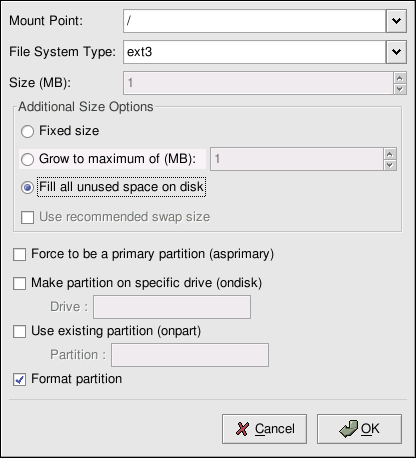 Mount Point: /
File System Type: ext3
Size (MB): 1
Additional Size Options
Fixed size
Grow to maximum of (MB): 1
Fill all unused space on disk
Use recommended swap size
Force to be a primary partition (asprimary)
Make partition on specific drive (ondisk)
Drive :
Use existing partition (onpart)
Partition :
Format partition
Cancel OK